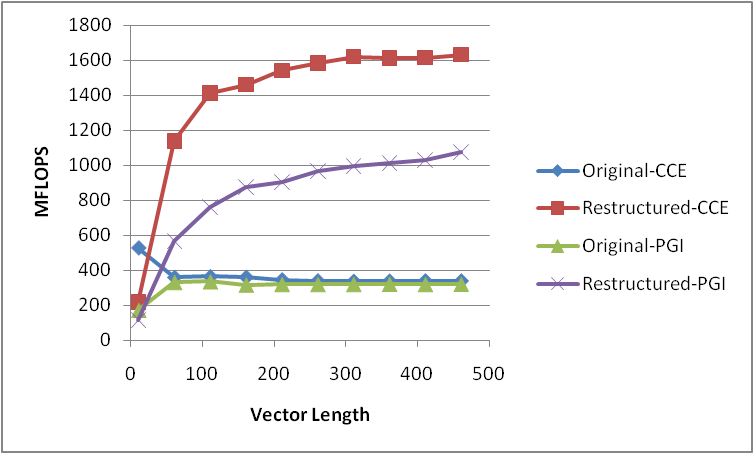 1800
1600
1400
1200
1000
800
600
400
200
0
MFLOPS
0 100 200 300 400 500
Vector Length
Original-CCE
Restructured-CCE
Original-PGI
Restructured-PGI